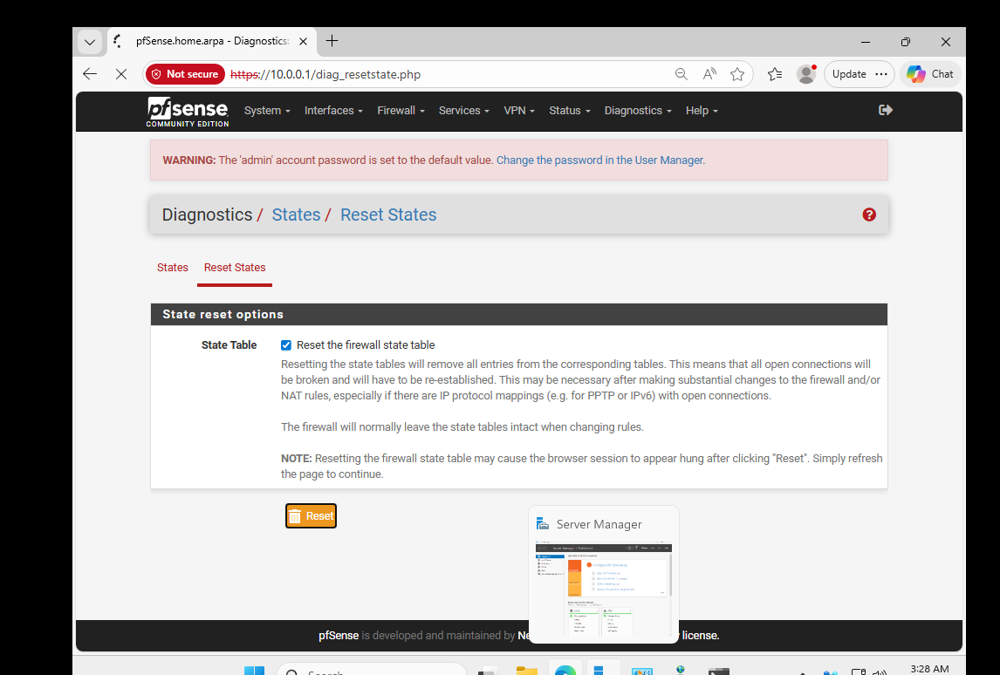 pfSense.home.arpa - Diagnostics:
Not secure https://10.0.0.1/diag_resetstate.php Update Chat
pfsense COMMUNITY EDITION
System Interfaces Firewall Services VPN Status Diagnostics Help
WARNING: The 'admin' account password is set to the default value. Change the password in the User Manager.
Diagnostics / States / Reset States
States Reset States
State reset options
State Table Reset the firewall state table
Resetting the state tables will remove all entries from the corresponding tables. This means that all open connections will
be broken and will have to be re-established. This may be necessary after making substantial changes to the firewall and/or
NAT rules, especially if there are IP protocol mappings (e.g. for PPTP or IPv6) with open connections.
The firewall will normally leave the state tables intact when changing rules.
NOTE: Resetting the firewall state table may cause the browser session to appear hung after clicking "Reset". Simply refresh
the page to continue.
Reset
Server Manager
pfSense is developed and maintained by license.
Search
3:28 AM